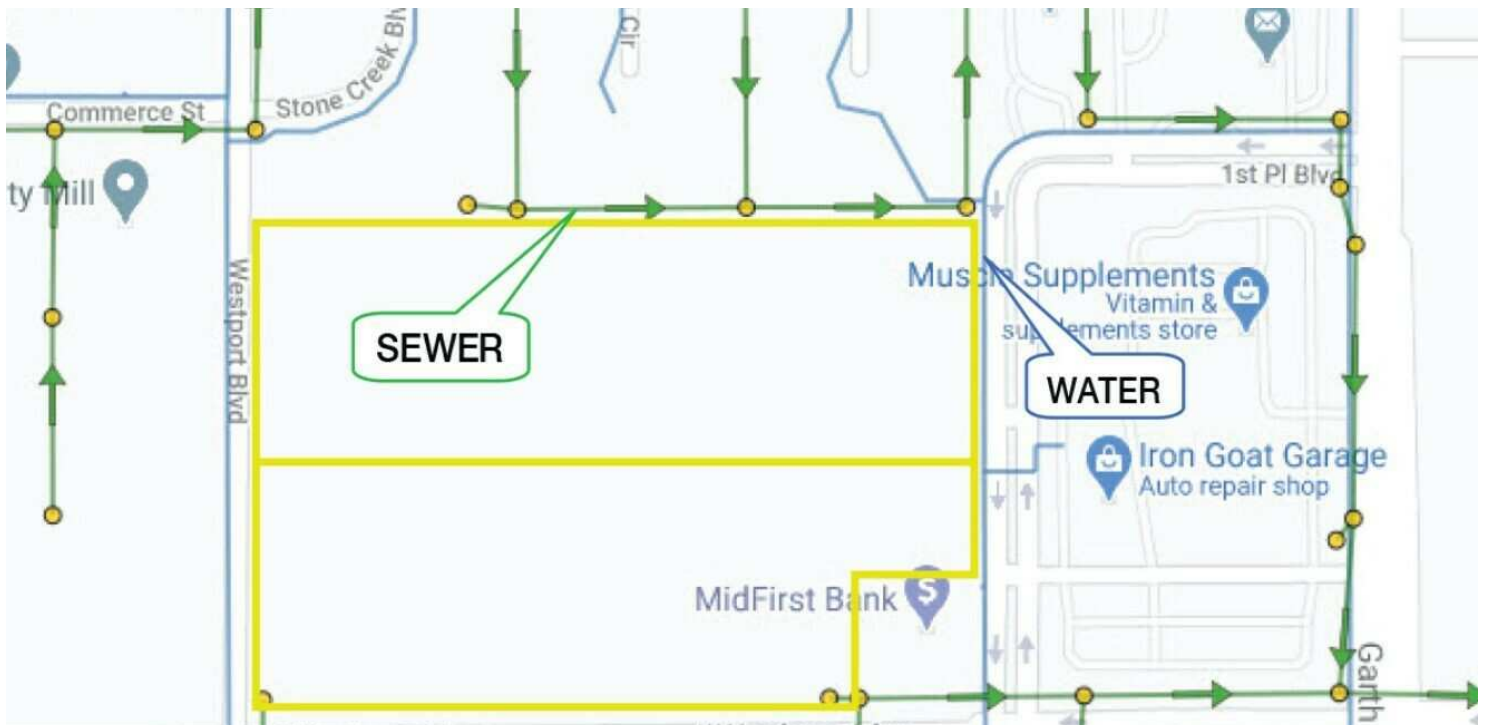 Commerce St
Stone Creek Bl
Cir
ty Mill
1st Pl Blvd
Westport Blvd
SEWER
Muscle Supplements
Vitamin &
supplements store
WATER
Iron Goat Garage
Auto repair shop
MidFirst Bank
$
Garth